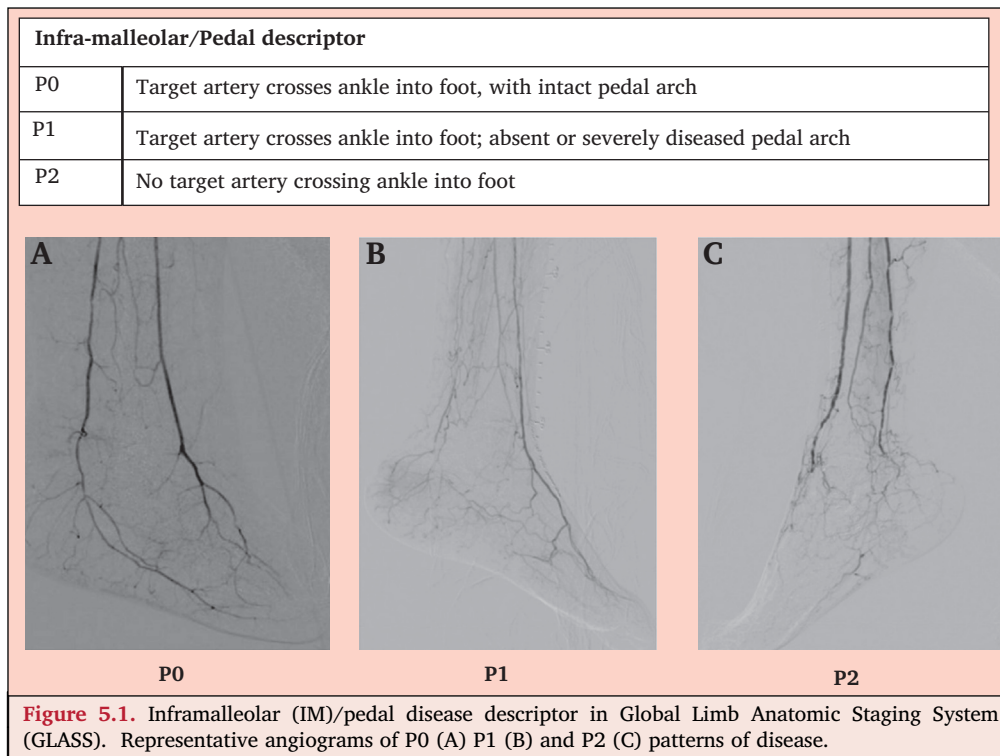 Infra-malleolar/Pedal descriptor
P0 Target artery crosses ankle into foot, with intact pedal arch
P1 Target artery crosses ankle into foot; absent or severely diseased pedal arch
P2 No target artery crossing ankle into foot
A B C
P0 P1 P2
Figure 5.1. Inframalleolar (IM)/pedal disease descriptor in Global Limb Anatomic Staging System
(GLASS). Representative angiograms of P0 (A) P1 (B) and P2 (C) patterns of disease.